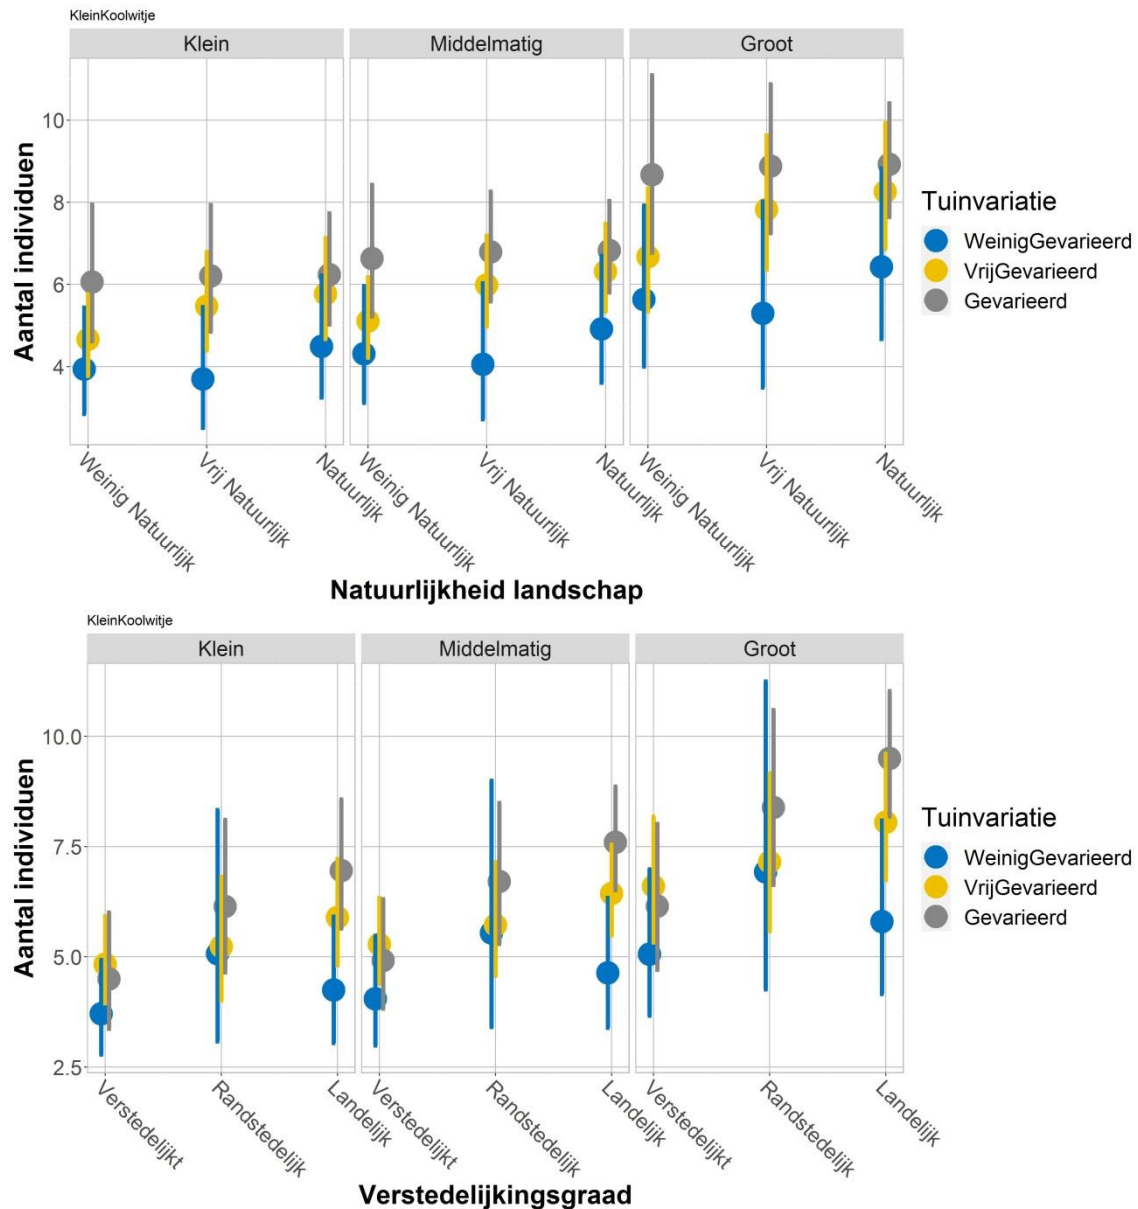 KleinKoolwitje
Klein
Middelmatig
Groot
Aantal individuen
10
8
6
4
Weinig Natuurlijk
Vrij Natuurlijk
Natuurlijk
Weinig Natuurlijk
Vrij Natuurlijk
Natuurlijk
Weinig Natuurlijk
Vrij Natuurlijk
Natuurlijk
Natuurlijkheid landschap
Tuinvariatie
WeinigGevarieerd
VrijGevarieerd
Gevarieerd
KleinKoolwitje
Klein
Middelmatig
Groot
Aantal individuen
10.0
7.5
5.0
2.5
Verstedelijkt
Randstedelijk
Landelijk
Verstedelijkt
Randstedelijk
Landelijk
Verstedelijkt
Randstedelijk
Landelijk
Verstedelijkingsgraad
Tuinvariatie
WeinigGevarieerd
VrijGevarieerd
Gevarieerd